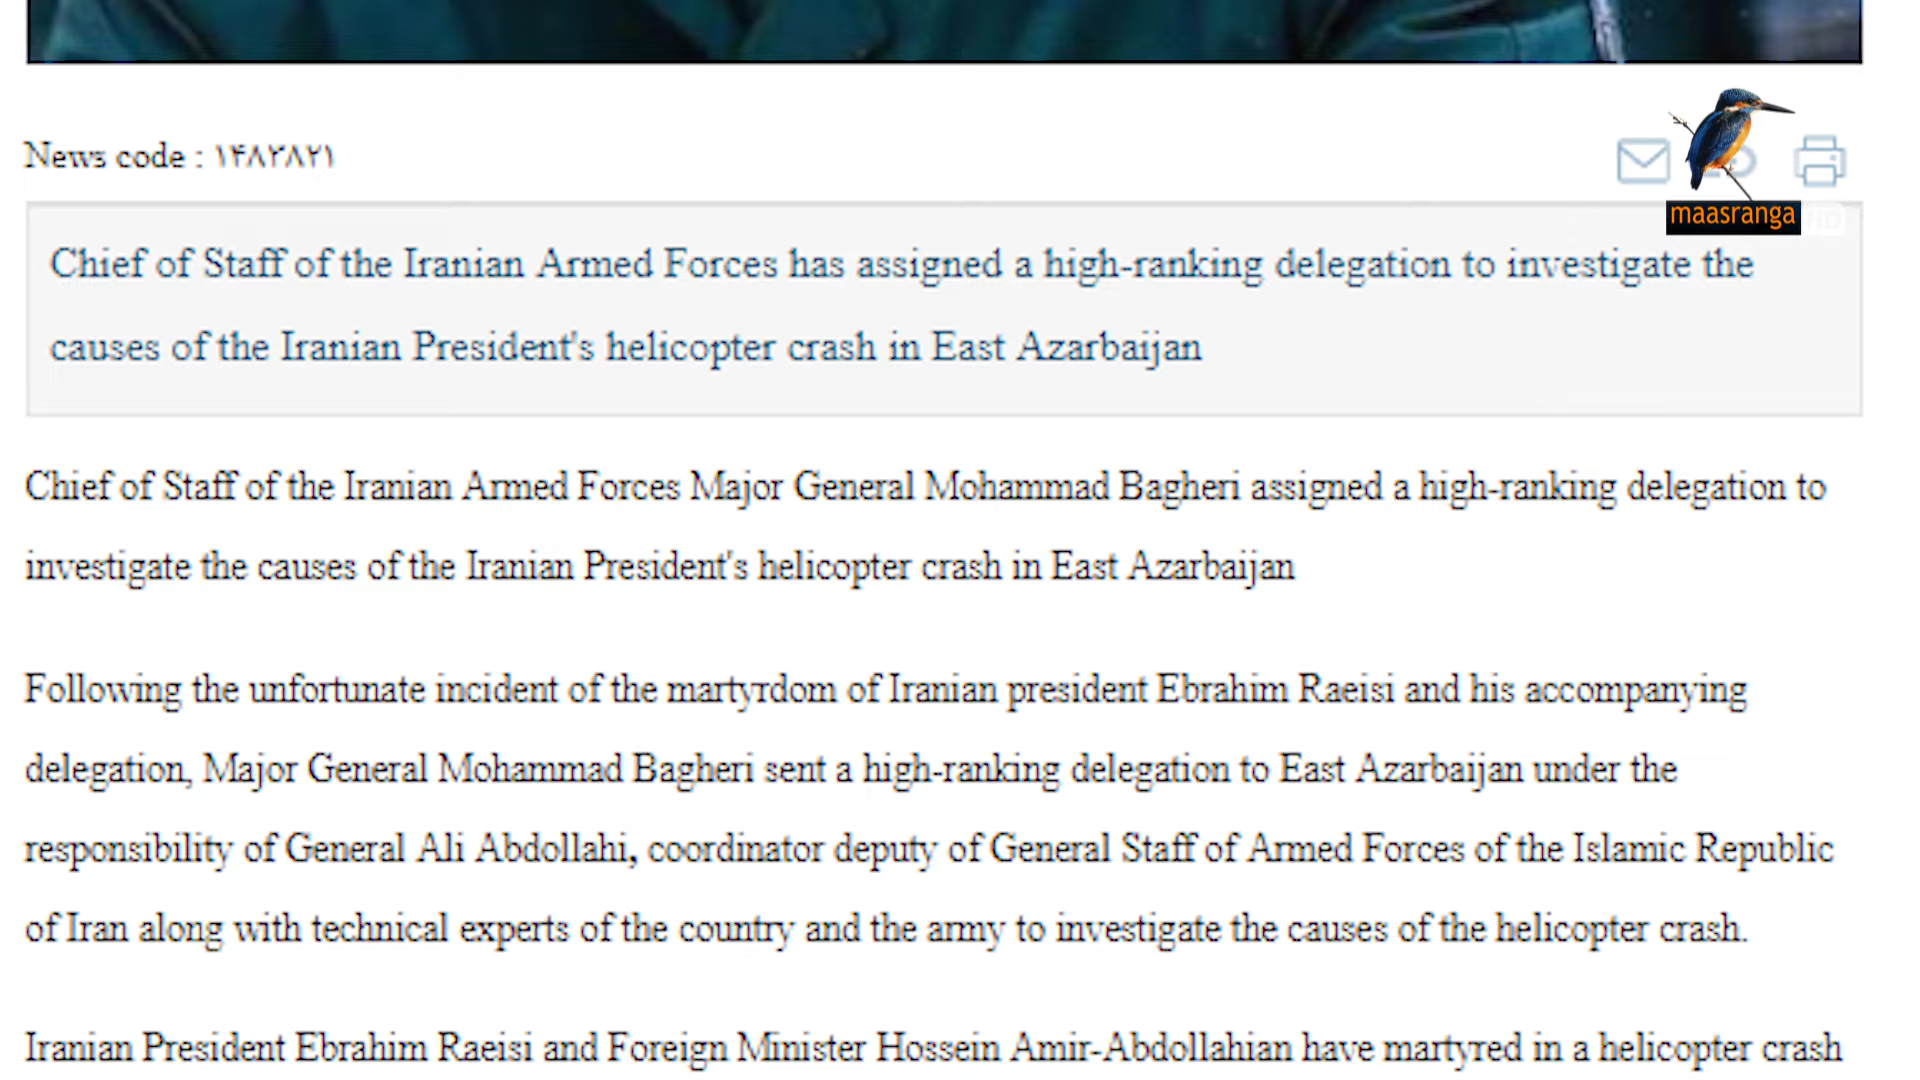 News code : ۱۴۸۳۸۲۱
maasranga
HD
Chief of Staff of the Iranian Armed Forces has assigned a high-ranking delegation to investigate the
causes of the Iranian President's helicopter crash in East Azarbaijan
Chief of Staff of the Iranian Armed Forces Major General Mohammad Bagheri assigned a high-ranking delegation to
investigate the causes of the Iranian President's helicopter crash in East Azarbaijan
Following the unfortunate incident of the martyrdom of Iranian president Ebrahim Raeisi and his accompanying
delegation, Major General Mohammad Bagheri sent a high-ranking delegation to East Azarbaijan under the
responsibility of General Ali Abdollahi, coordinator deputy of General Staff of Armed Forces of the Islamic Republic
of Iran along with technical experts of the country and the army to investigate the causes of the helicopter crash.
Iranian President Ebrahim Raeisi and Foreign Minister Hossein Amir-Abdollahian have martyred in a helicopter crash